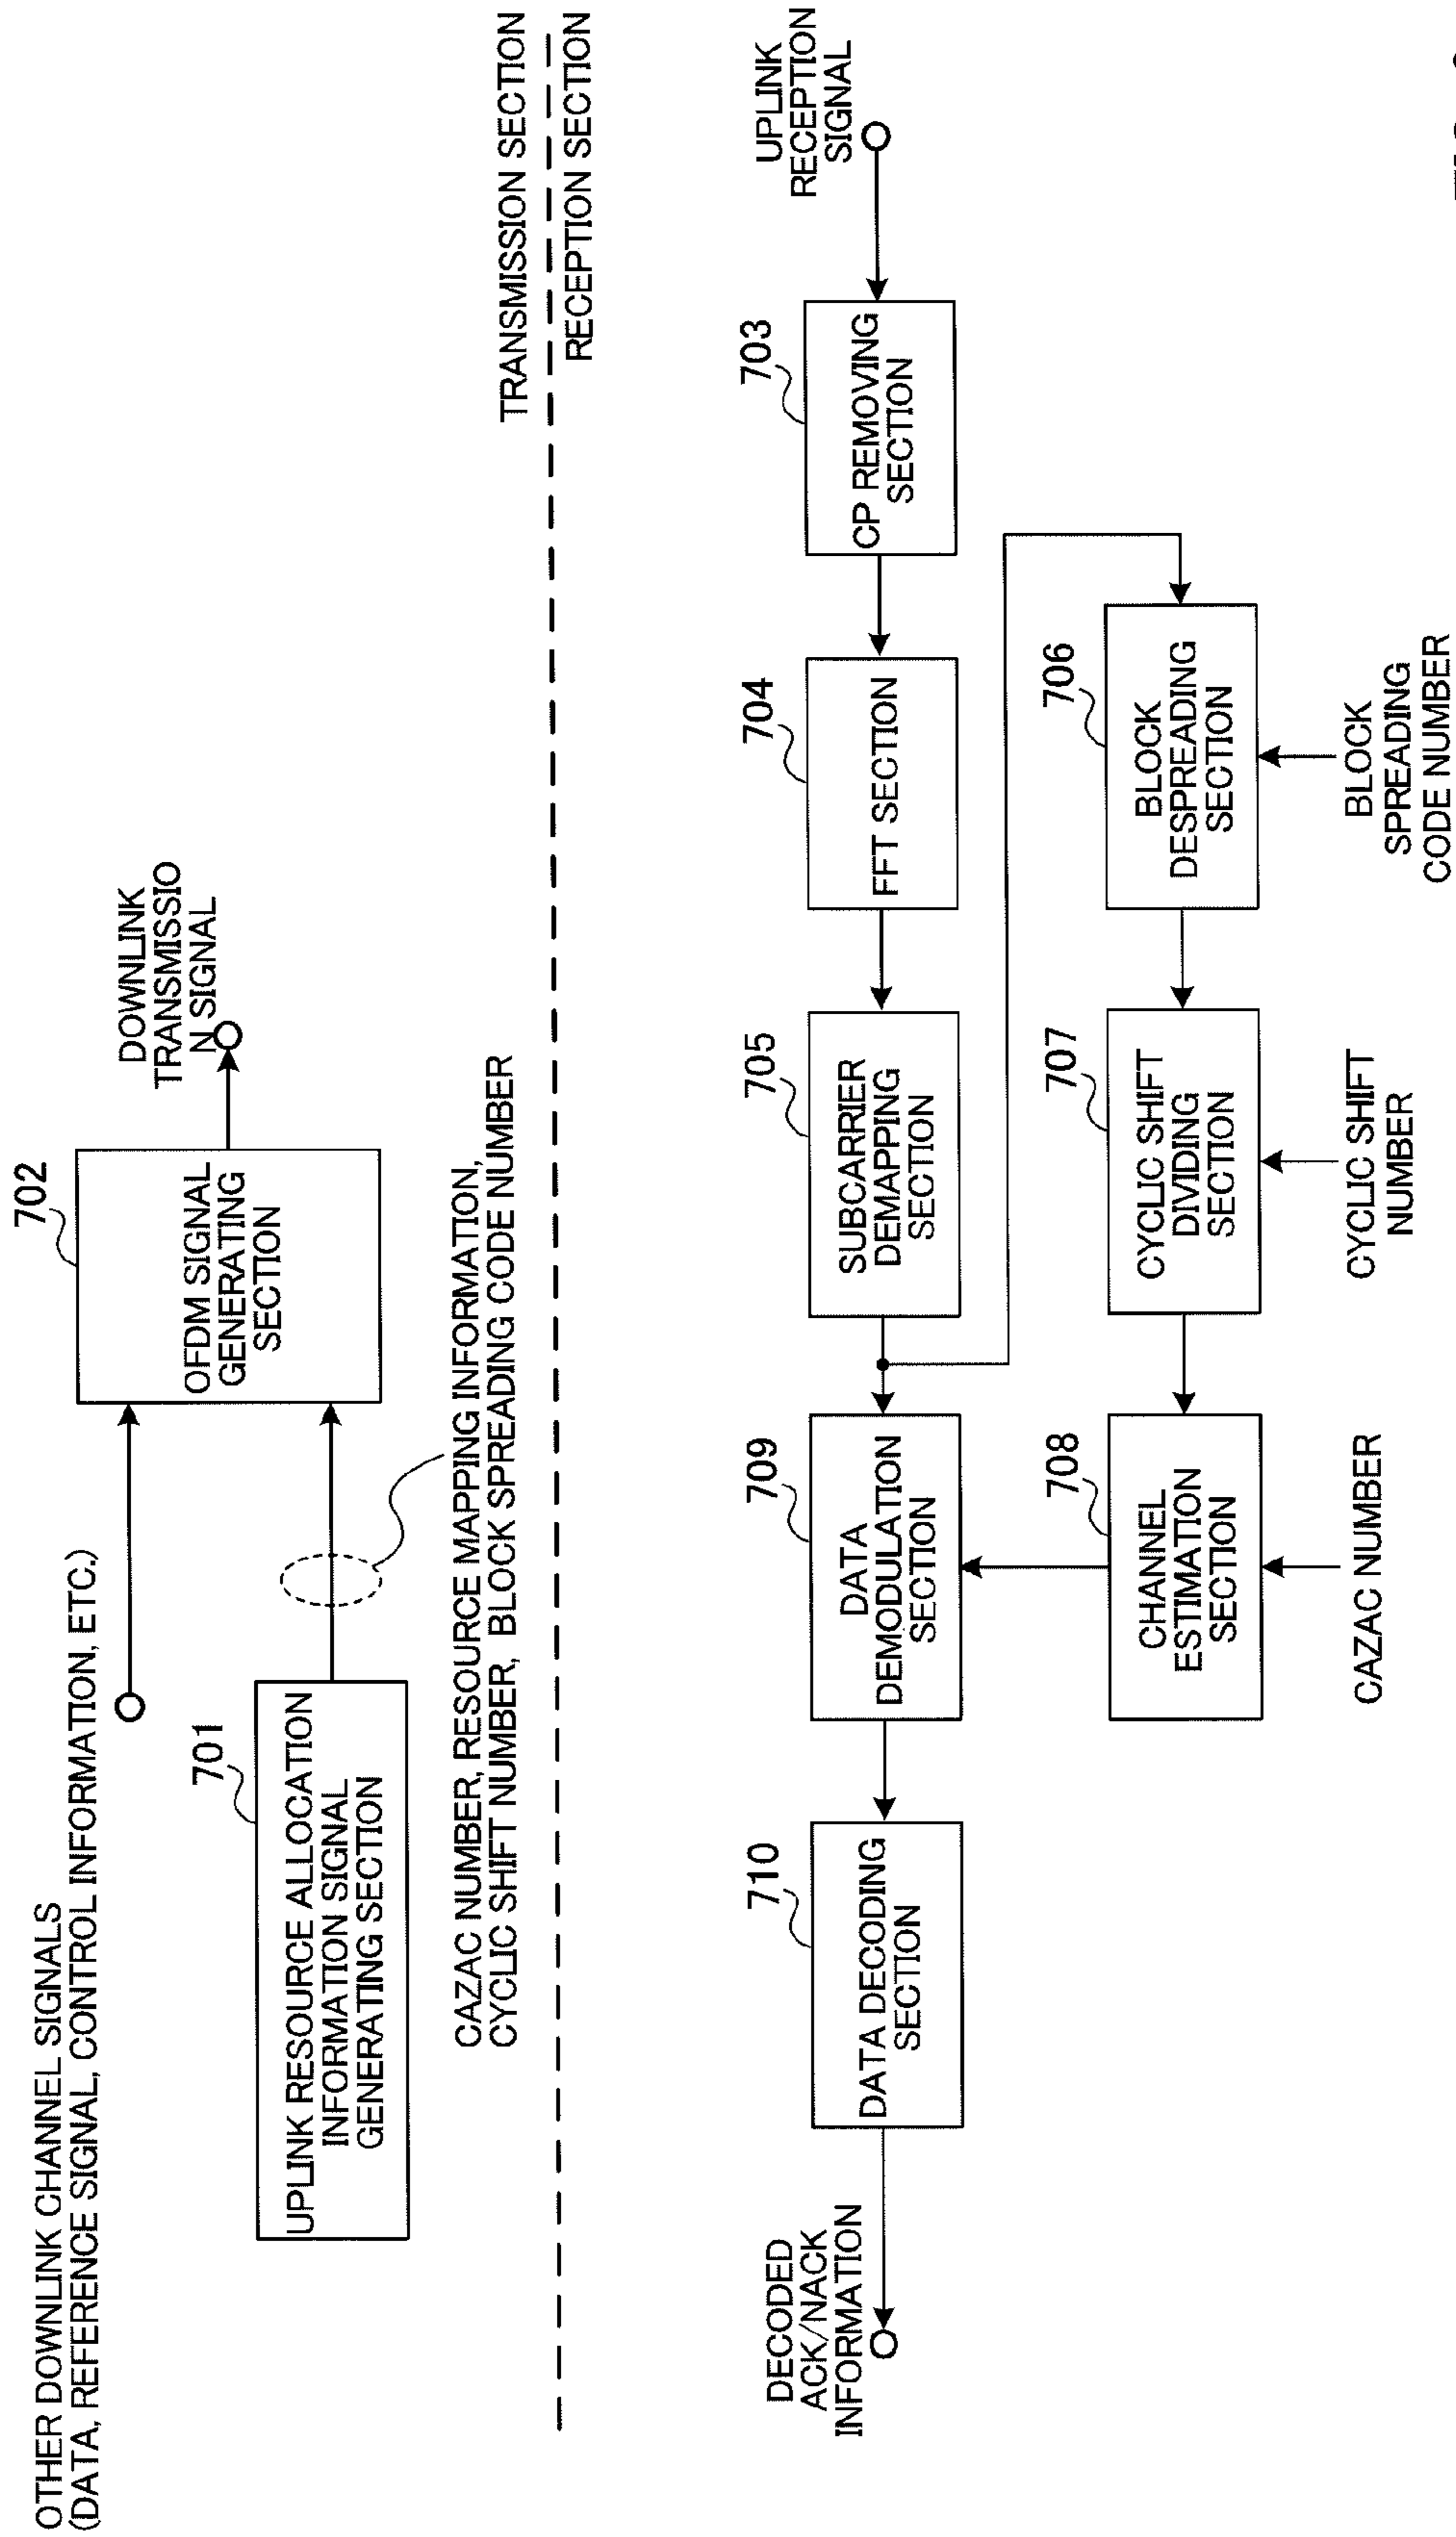 OTHER DOWNLINK CHANNEL SIGNALS
(DATA, REFERENCE SIGNAL, CONTROL INFORMATION, ETC.)
701
UPLINK RESOURCE ALLOCATION
INFORMATION SIGNAL
GENERATING SECTION
702
OFDM SIGNAL
GENERATING
SECTION
DOWNLINK
TRANSMISSIO
N SIGNAL
CAZAC NUMBER, RESOURCE MAPPING INFORMATION,
CYCLIC SHIFT NUMBER, BLOCK SPREADING CODE NUMBER
TRANSMISSION SECTION
RECEPTION SECTION
DECODED
ACK/NACK
INFORMATION
710
DATA DECODING
SECTION
709
DATA
DEMODULATION
SECTION
705
SUBCARRIER
DEMAPPING
SECTION
704
FFT SECTION
703
CP REMOVING
SECTION
UPLINK
RECEPTION
SIGNAL
708
CHANNEL
ESTIMATION
SECTION
707
CYCLIC SHIFT
DIVIDING
SECTION
706
BLOCK
DESPREADING
SECTION
CAZAC NUMBER
CYCLIC SHIFT
NUMBER
BLOCK
SPREADING
CODE NUMBER